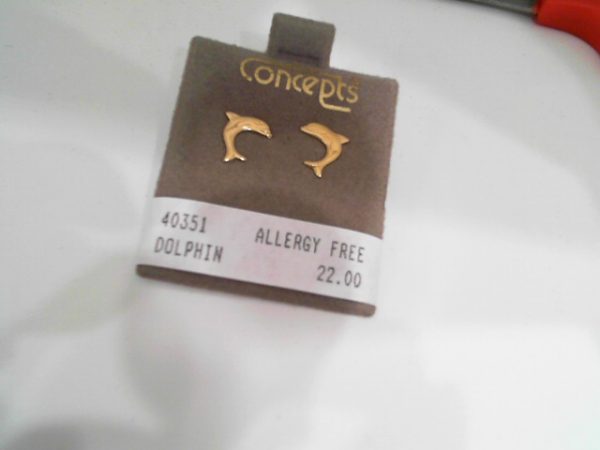 Concepts
40351 ALLERGY FREE
DOLPHIN 22.00